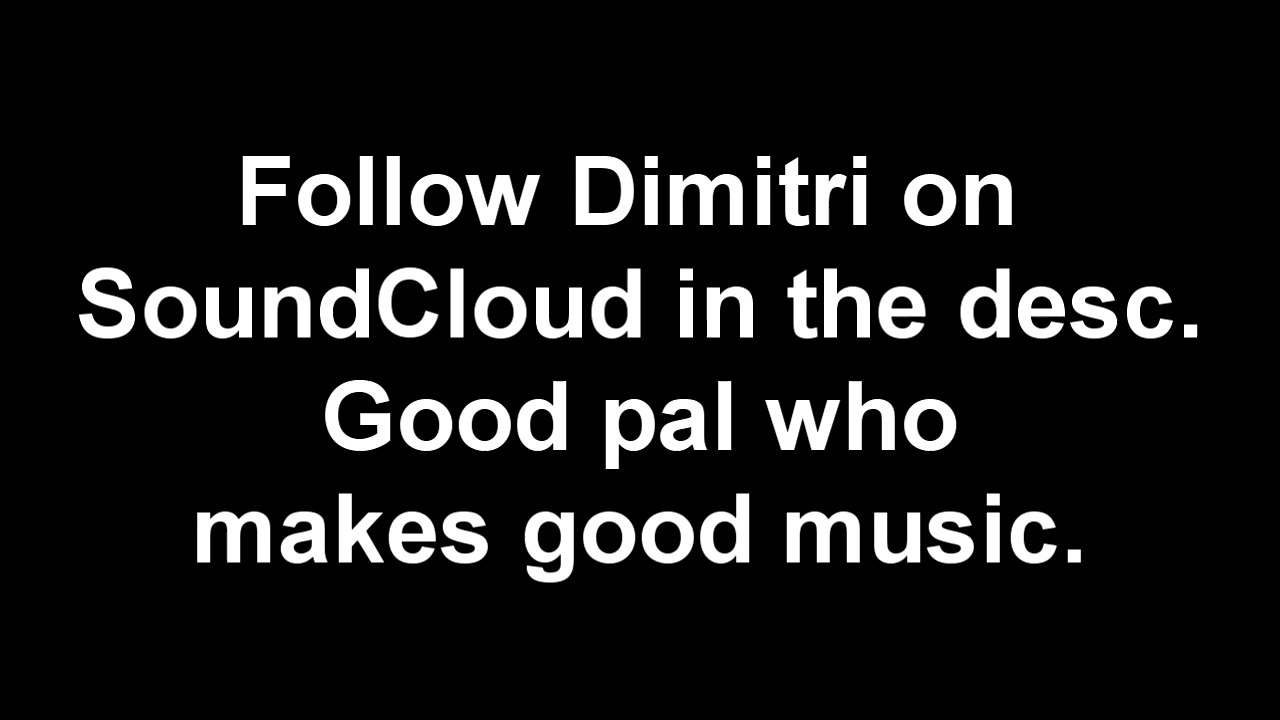 Follow Dimitri on
SoundCloud in the desc.
Good pal who
makes good music.